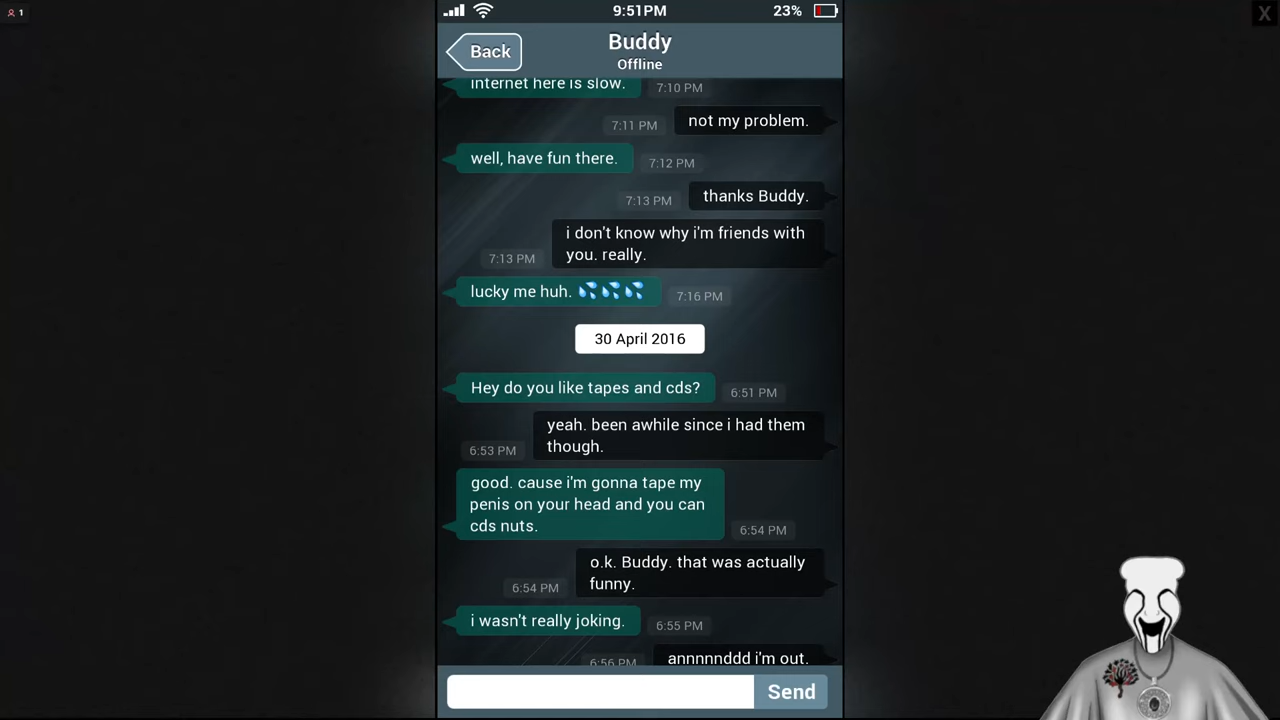 1
9:51PM
23%
X
Back
Buddy
Offline
internet here is slow.
7:10 PM
not my problem.
7:11 PM
well, have fun there.
7:12 PM
thanks Buddy.
7:13 PM
i don't know why i'm friends with
you. really.
7:13 PM
lucky me huh. 💦💦💦
7:16 PM
30 April 2016
Hey do you like tapes and cds?
6:51 PM
yeah. been awhile since i had them
though.
6:53 PM
good. cause i'm gonna tape my
penis on your head and you can
cds nuts.
6:54 PM
o.k. Buddy. that was actually
funny.
6:54 PM
i wasn't really joking.
6:55 PM
annnnnddd i'm out.
6:56 PM
Send